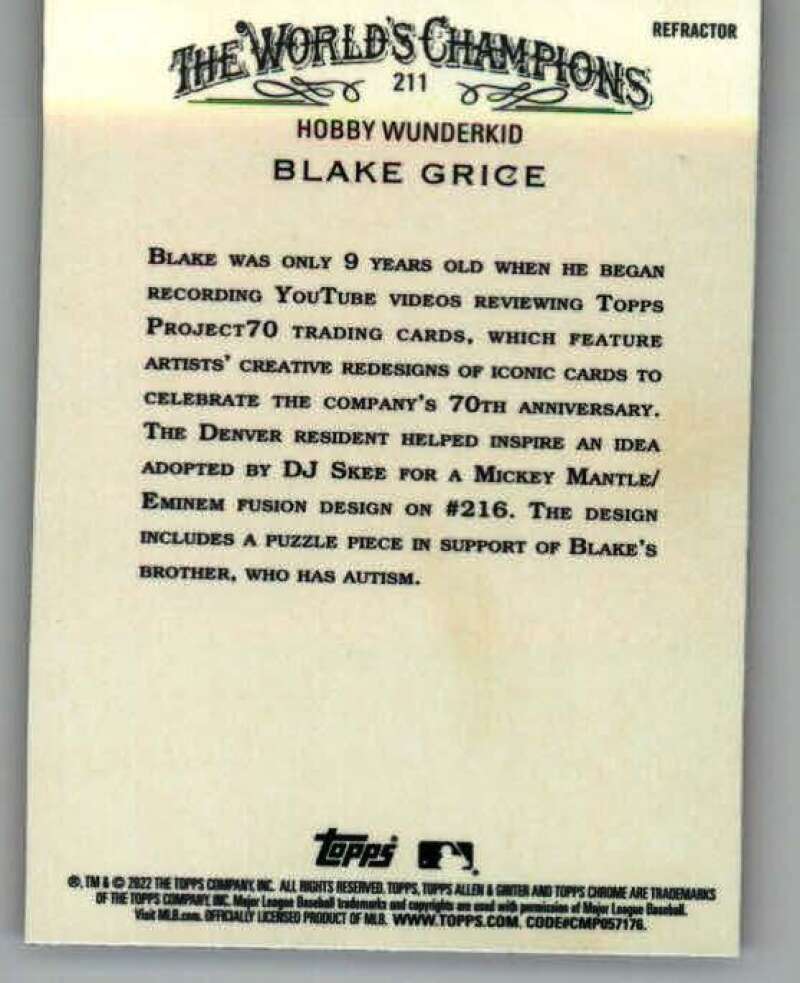 REFRACTOR
THE WORLD'S CHAMPIONS
211
HOBBY WUNDERKID
BLAKE GRICE
BLAKE WAS ONLY 9 YEARS OLD WHEN HE BEGAN
RECORDING YOUTUBE VIDEOS REVIEWING TOPPS
PROJECT70 TRADING CARDS, WHICH FEATURE
ARTISTS' CREATIVE REDESIGNS OF ICONIC CARDS TO
CELEBRATE THE COMPANY'S 70TH ANNIVERSARY.
THE DENVER RESIDENT HELPED INSPIRE AN IDEA
ADOPTED BY DJ SKEE FOR A MICKEY MANTLE/
EMINEM FUSION DESIGN ON #216. THE DESIGN
INCLUDES A PUZZLE PIECE IN SUPPORT OF BLAKE'S
BROTHER, WHO HAS AUTISM.
Topps
®, TM & © 2022 THE TOPPS COMPANY, INC. ALL RIGHTS RESERVED. TOPPS, TOPPS ALLEN & GINTER AND TOPPS CHROME ARE TRADEMARKS
OF THE TOPPS COMPANY, INC. Major League Baseball trademarks and copyrights are used with permission of Major League Baseball.
Visit MLB.com. OFFICIALLY LICENSED PRODUCT OF MLB. WWW.TOPPS.COM. CODE#CMP057176.